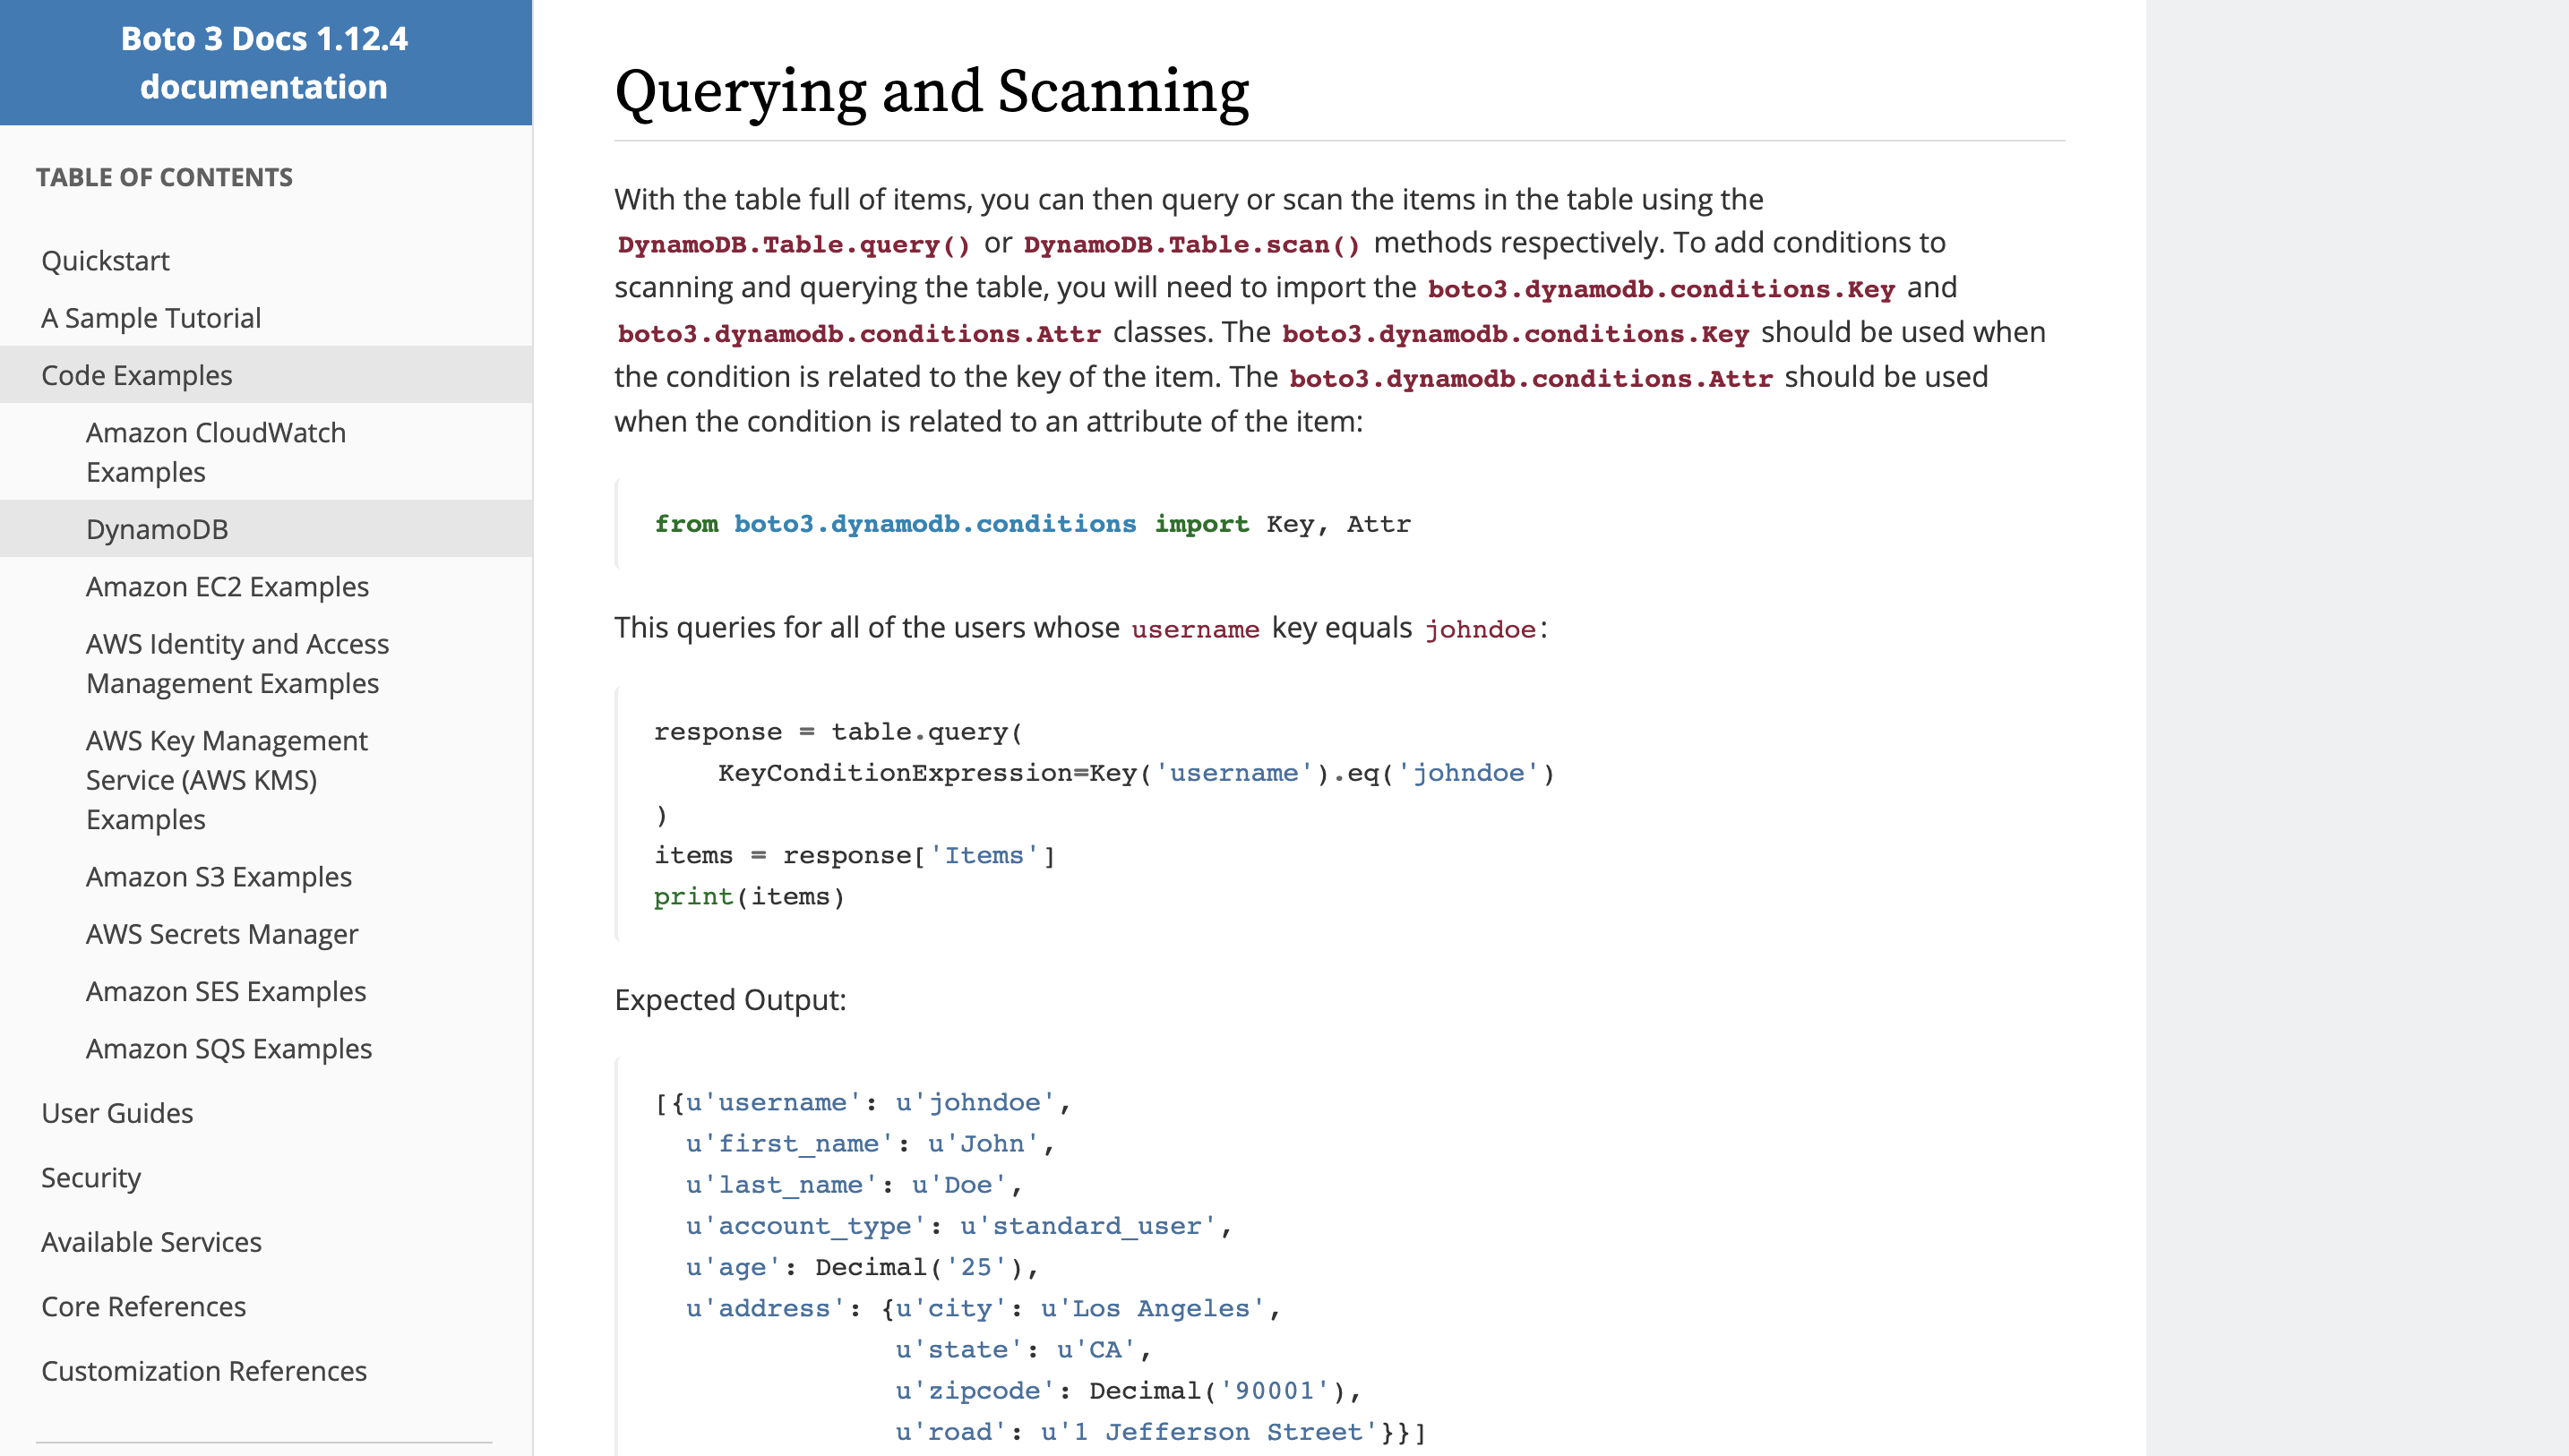 Boto 3 Docs 1.12.4
documentation
TABLE OF CONTENTS
Quickstart
A Sample Tutorial
Code Examples
Amazon CloudWatch
Examples
DynamoDB
Amazon EC2 Examples
AWS Identity and Access
Management Examples
AWS Key Management
Service (AWS KMS)
Examples
Amazon S3 Examples
AWS Secrets Manager
Amazon SES Examples
Amazon SQS Examples
User Guides
Security
Available Services
Core References
Customization References
Querying and Scanning
With the table full of items, you can then query or scan the items in the table using the
DynamoDB.Table.query() or DynamoDB.Table.scan() methods respectively. To add conditions to
scanning and querying the table, you will need to import the boto3.dynamodb.conditions.Key and
boto3.dynamodb.conditions.Attr classes. The boto3.dynamodb.conditions.Key should be used when
the condition is related to the key of the item. The boto3.dynamodb.conditions.Attr should be used
when the condition is related to an attribute of the item:
from boto3.dynamodb.conditions import Key, Attr
This queries for all of the users whose username key equals johndoe:
response = table.query(
    KeyConditionExpression=Key('username').eq('johndoe')
)
items = response['Items']
print(items)
Expected Output:
[{u'username': u'johndoe',
  u'first_name': u'John',
  u'last_name': u'Doe',
  u'account_type': u'standard_user',
  u'age': Decimal('25'),
  u'address': {u'city': u'Los Angeles',
               u'state': u'CA',
               u'zipcode': Decimal('90001'),
               u'road': u'1 Jefferson Street'}}]